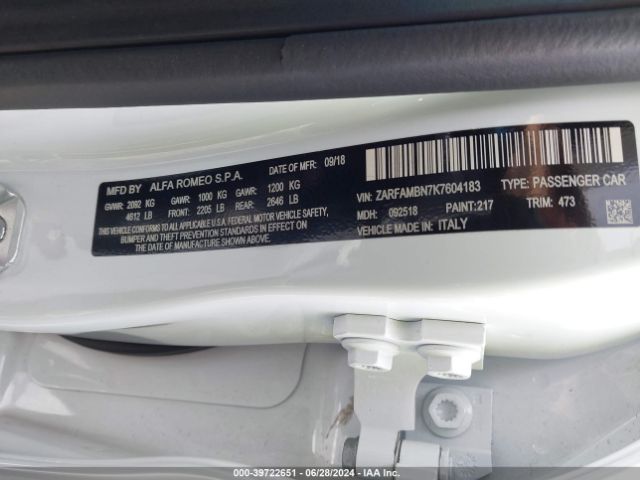 MFD BY ALFA ROMEO S.P.A. DATE OF MFR 09/18
GVWR: 2092 KG GAWR: 1000 KG GAWR: 1200 KG
4612 LB FRONT: 2205 LB REAR: 2646 LB
THIS VEHICLE CONFORMS TO ALL APPLICABLE U.S.A. FEDERAL MOTOR VEHICLE SAFETY,
BUMPER AND THEFT PREVENTION STANDARDS IN EFFECT ON
THE DATE OF MANUFACTURE SHOWN ABOVE.
VIN: ZARFAMBN7K7604183 TYPE: PASSENGER CAR
MDH: 092518 PAINT:217 TRIM: 473
VEHICLE MADE IN: ITALY
000-39722651 - 06/28/2024 - IAA Inc.